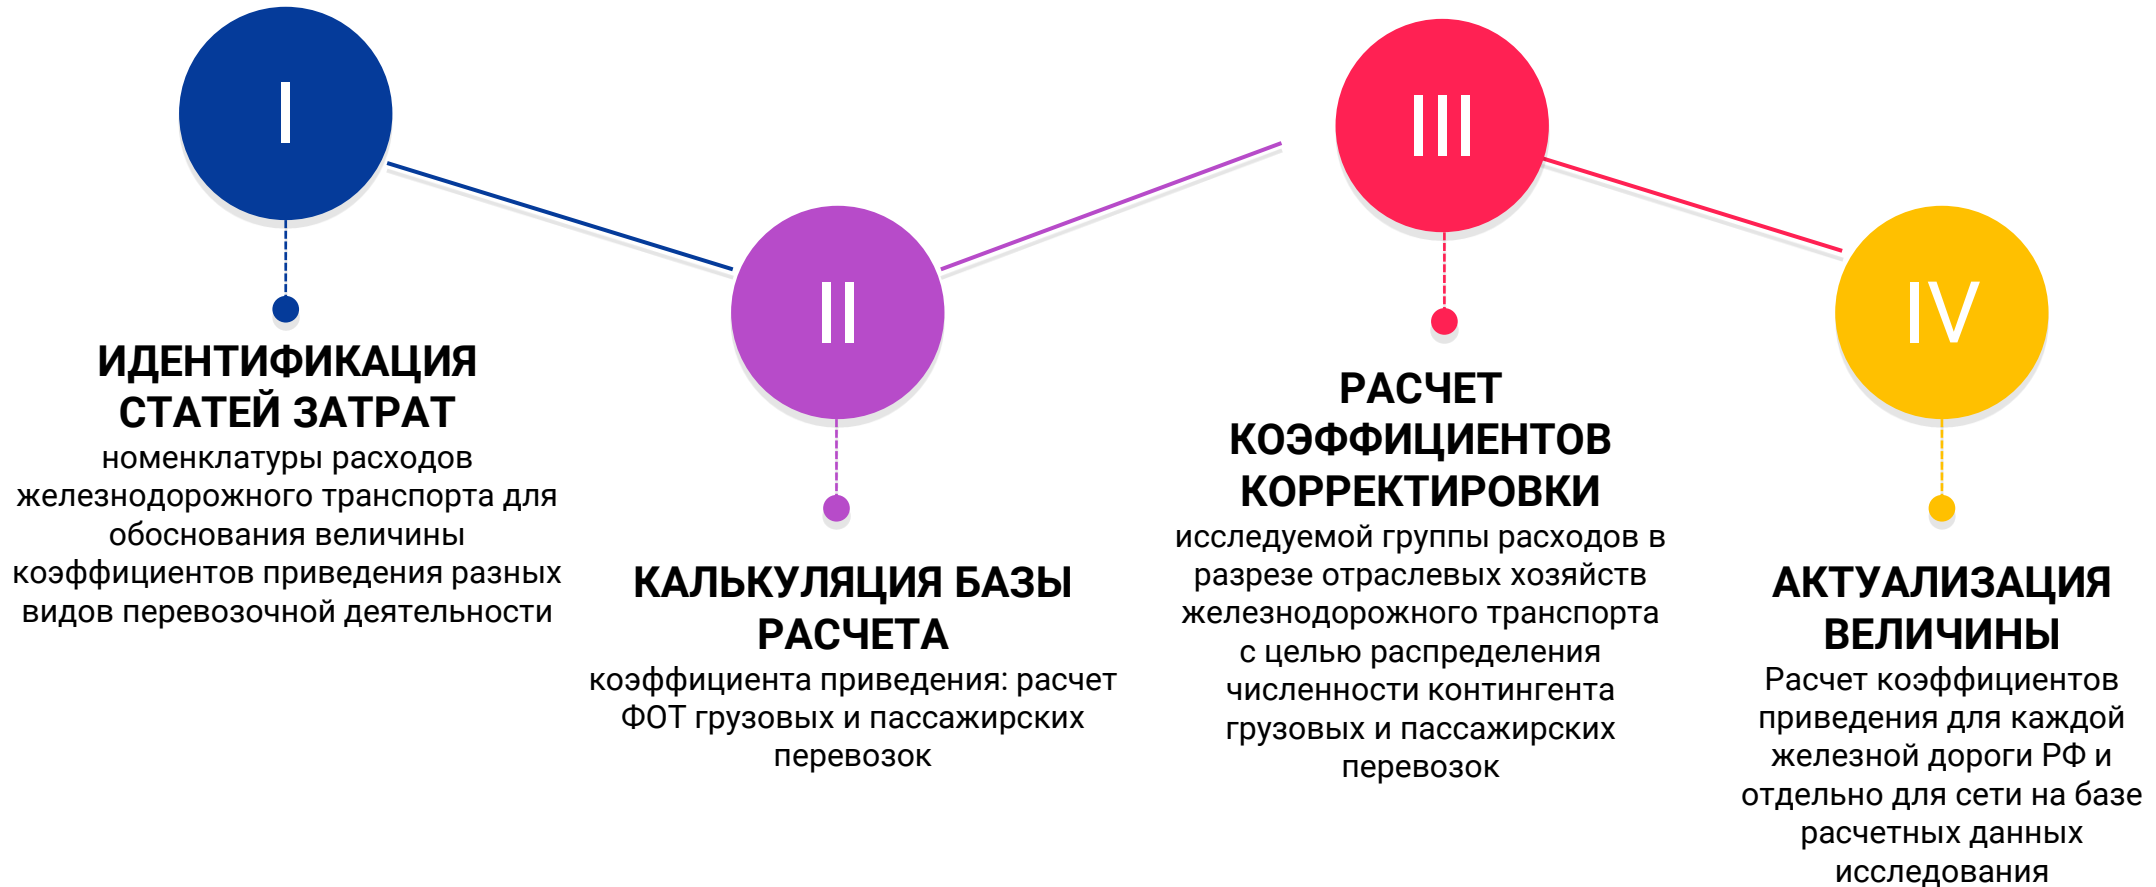 I
ИДЕНТИФИКАЦИЯ
СТАТЕЙ ЗАТРАТ
номенклатуры расходов
железнодорожного транспорта для
обоснования величины
коэффициентов приведения разных
видов перевозочной деятельности
II
КАЛЬКУЛЯЦИЯ БАЗЫ
РАСЧЕТА
коэффициента приведения: расчет
ФОТ грузовых и пассажирских
перевозок
III
РАСЧЕТ
КОЭФФИЦИЕНТОВ
КОРРЕКТИРОВКИ
исследуемой группы расходов в
разрезе отраслевых хозяйств
железнодорожного транспорта
с целью распределения
численности контингента
грузовых и пассажирских
перевозок
IV
АКТУАЛИЗАЦИЯ
ВЕЛИЧИНЫ
Расчет коэффициентов
приведения для каждой
железной дороги РФ и
отдельно для сети на базе
расчетных данных
исследования